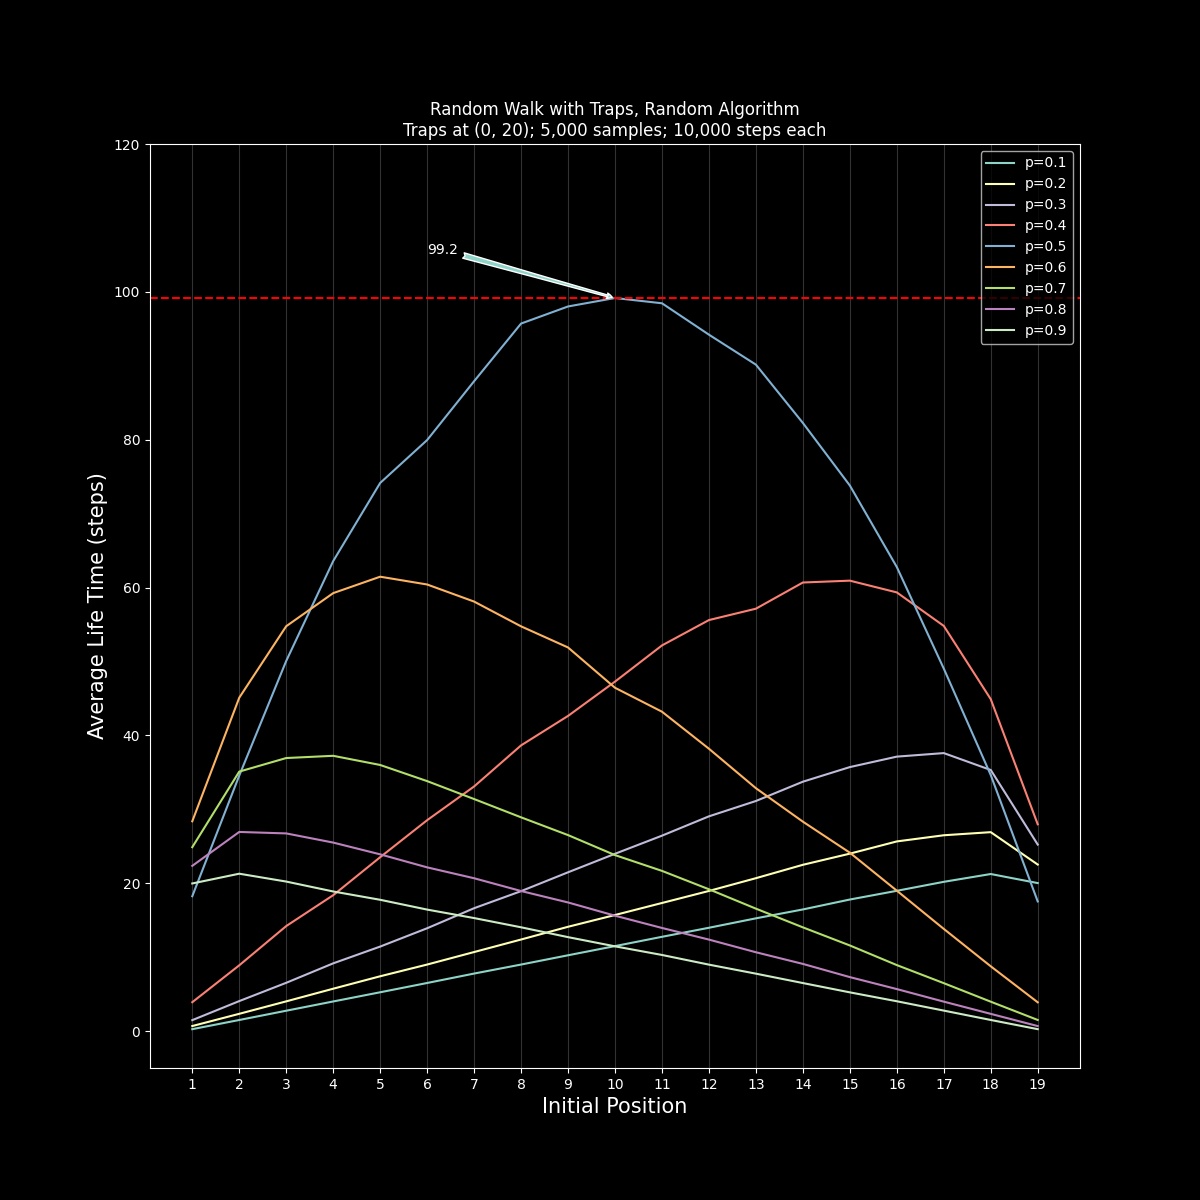 Random Walk with Traps, Random Algorithm
Traps at (0, 20); 5,000 samples; 10,000 steps each
120
100
80
60
40
20
0
Average Life Time (steps)
99.2
p=0.1
p=0.2
p=0.3
p=0.4
p=0.5
p=0.6
p=0.7
p=0.8
p=0.9
1 2 3 4 5 6 7 8 9 10 11 12 13 14 15 16 17 18 19
Initial Position